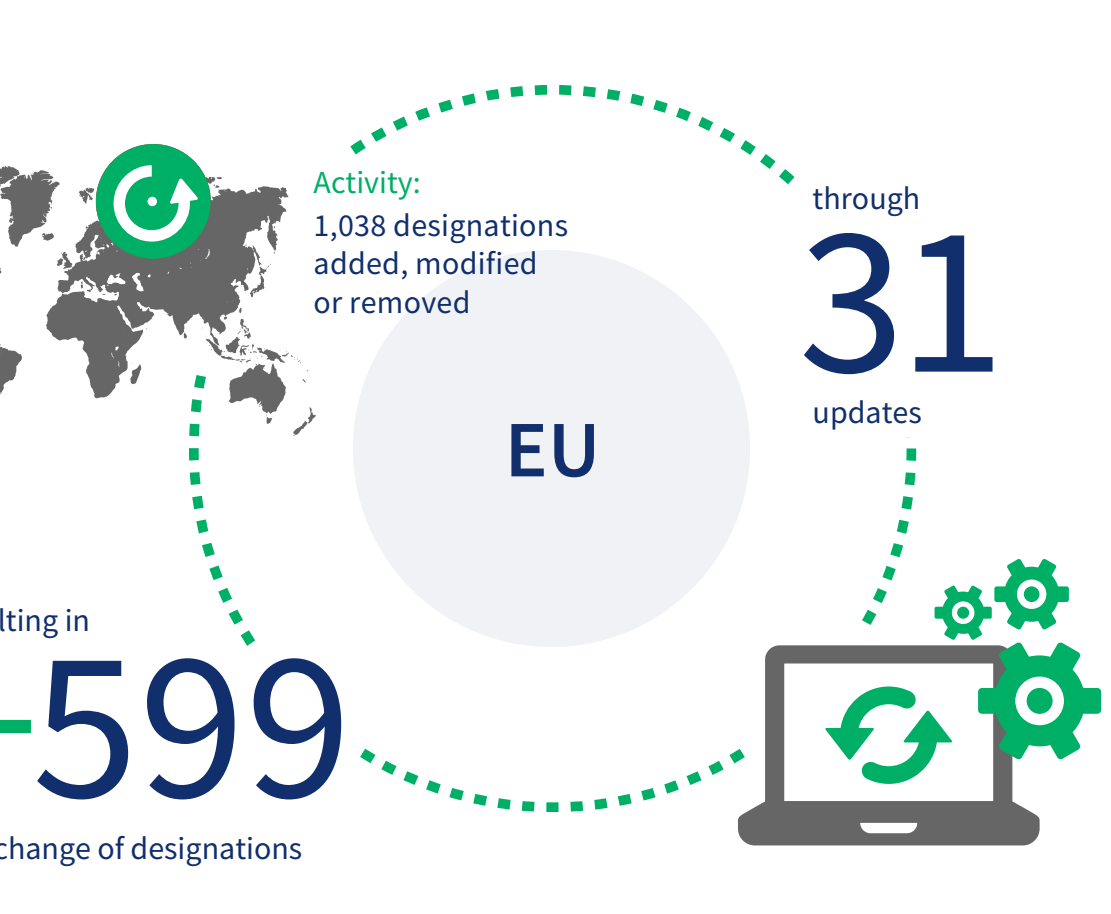 Activity:
1,038 designations
added, modified
or removed
through
31
updates
EU
lting in
599
change of designations